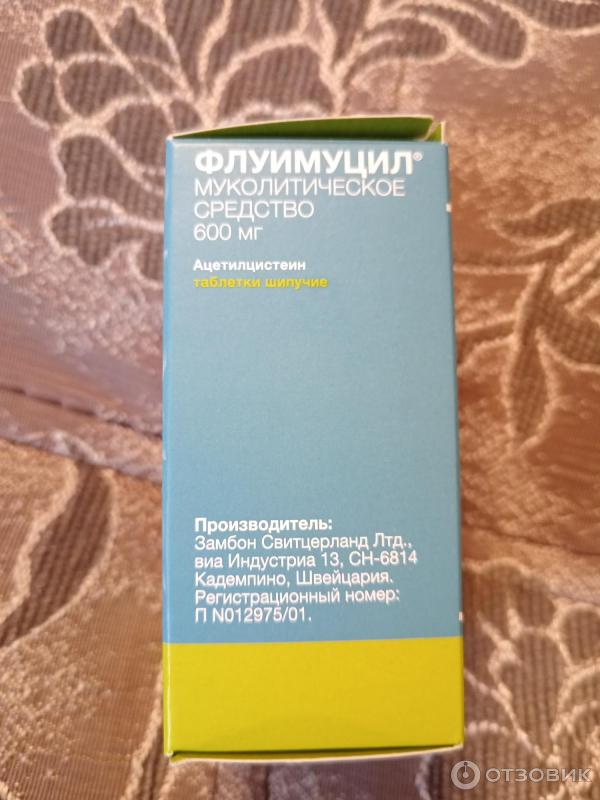 ФЛУИМУЦИЛ®
МУКОЛИТИЧЕСКОЕ
СРЕДСТВО
600 мг
Ацетилцистеин
таблетки шипучие
Производитель:
Замбон Свитцерланд Лтд.,
виа Индустриа 13, CH-6814
Кадемпино, Швейцария.
Регистрационный номер:
П N012975/01.
ОТЗОВИК